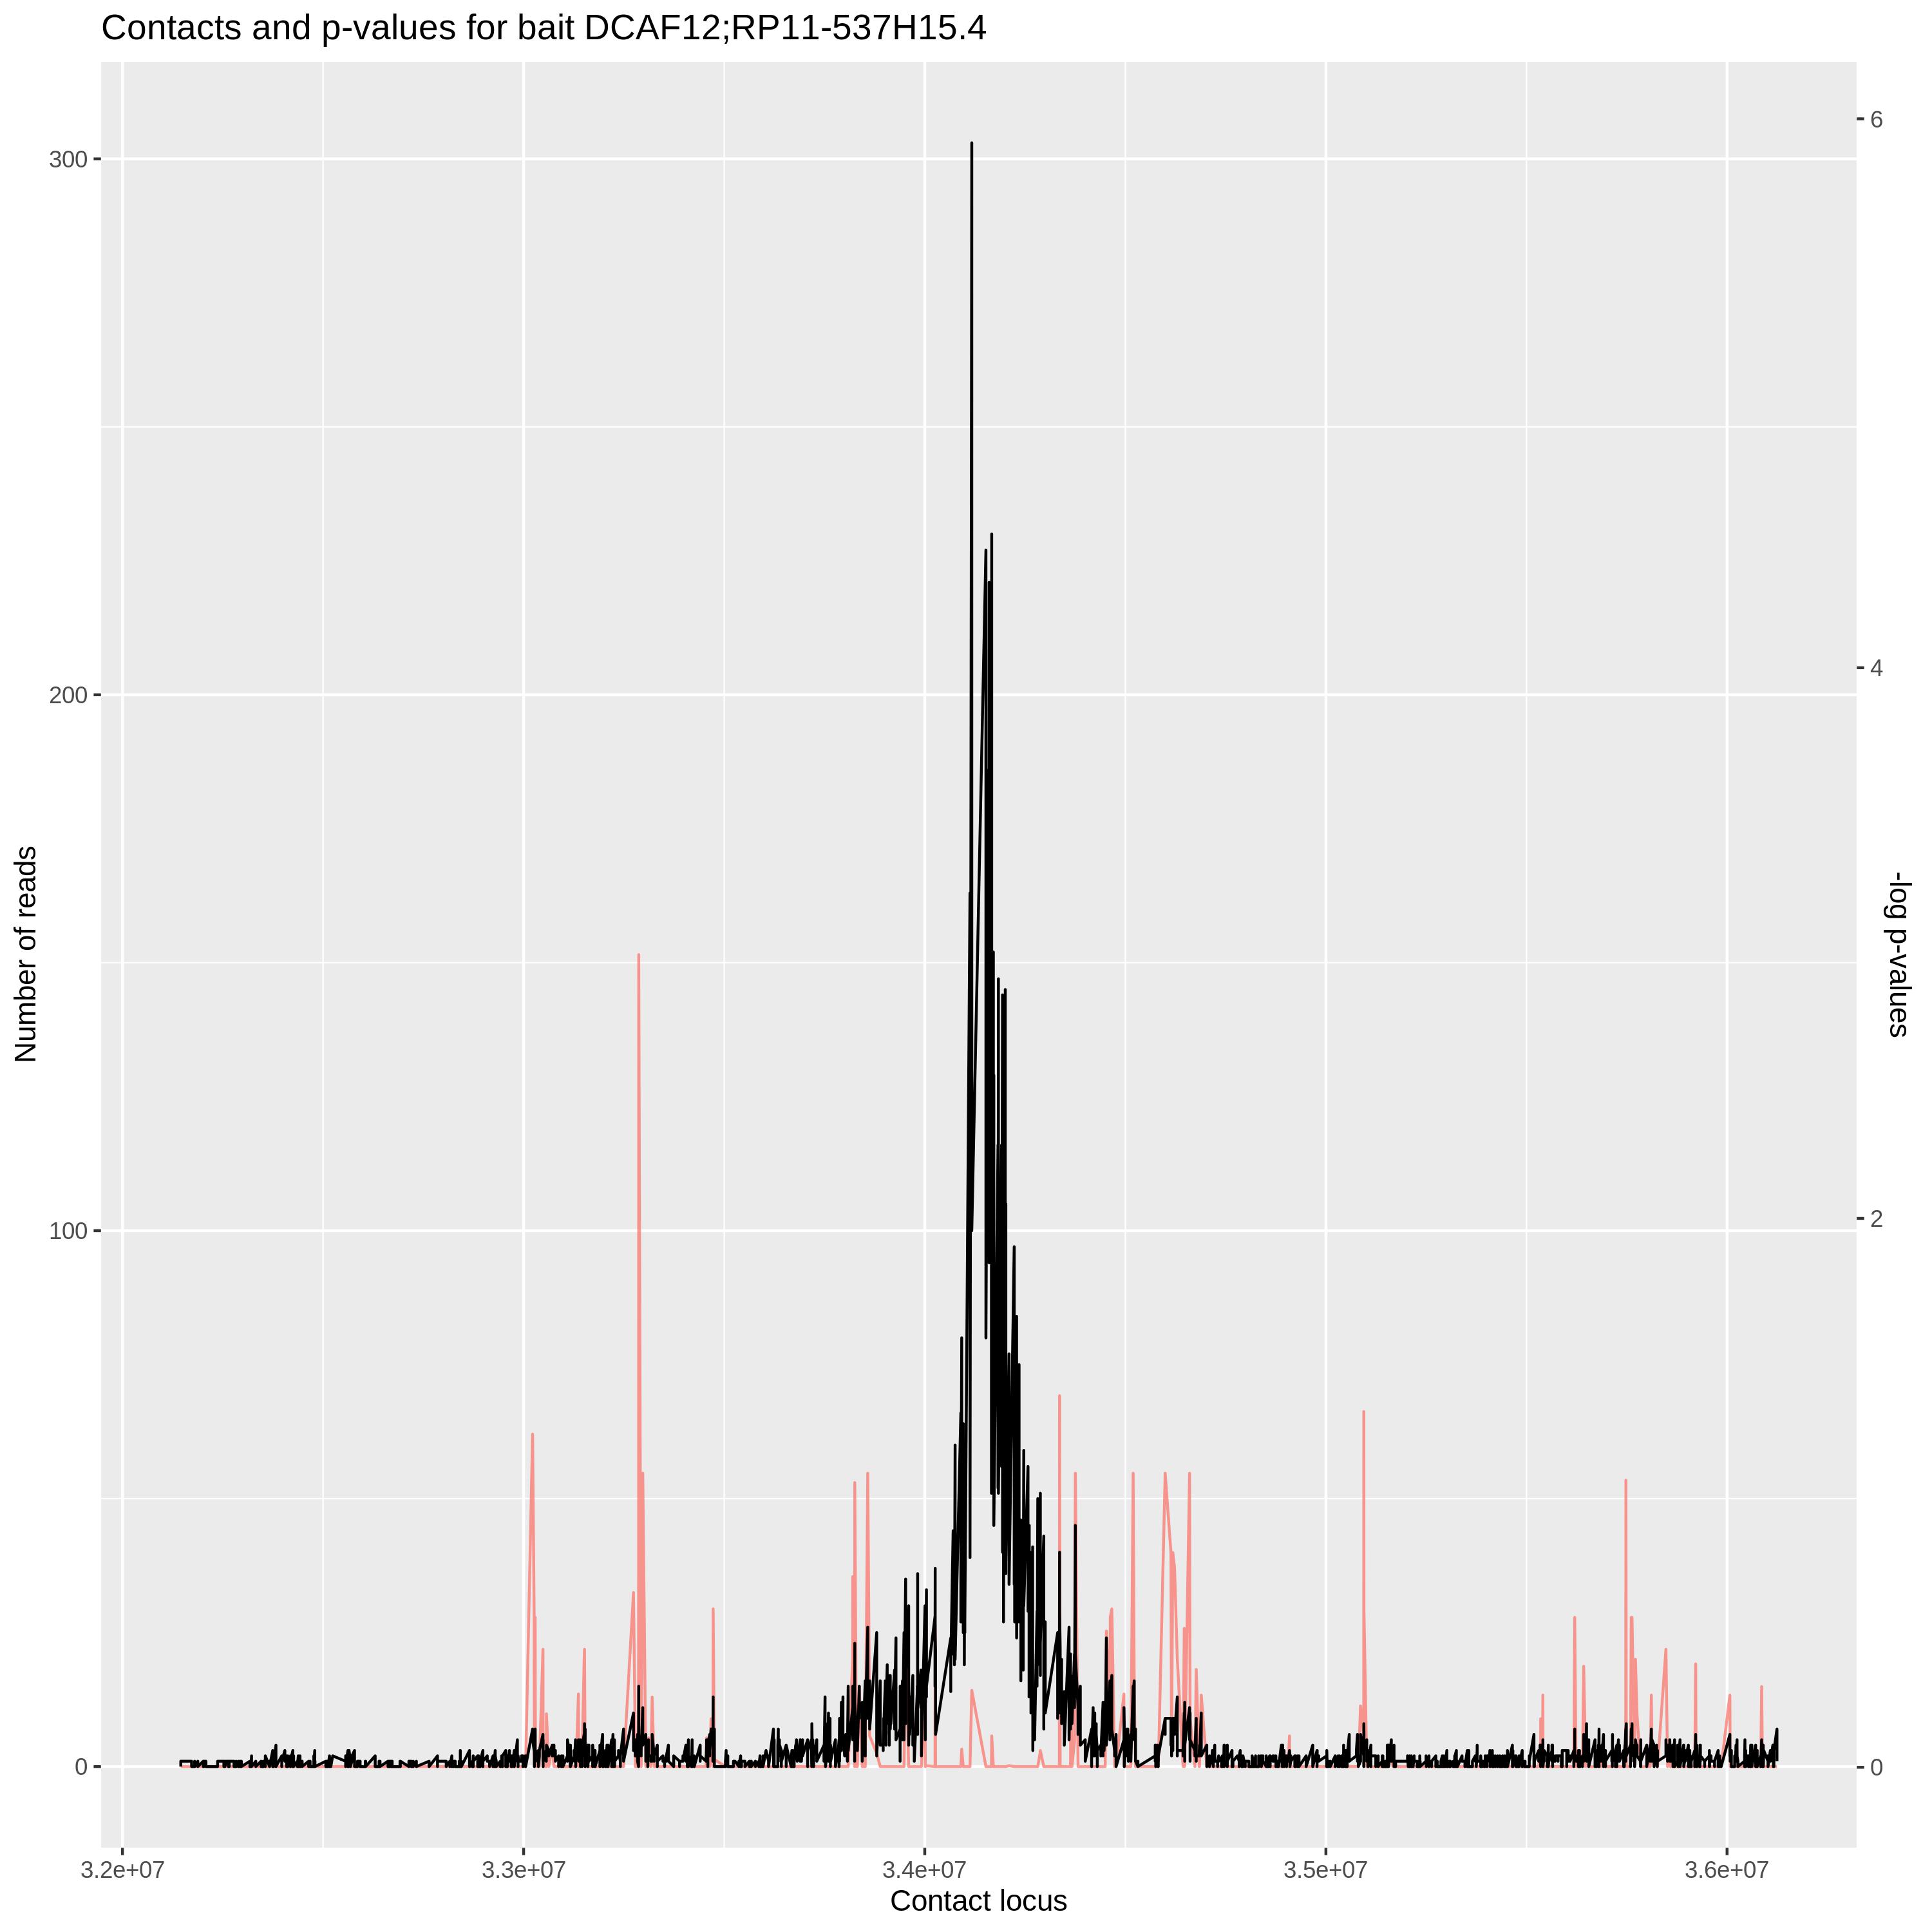 Contacts and p-values for bait DCAF12;RP11-537H15.4
300
200
100
0
Number of reads
6
4
2
0
-log p-values
3.2e+07 3.3e+07 3.4e+07 3.5e+07 3.6e+07
Contact locus